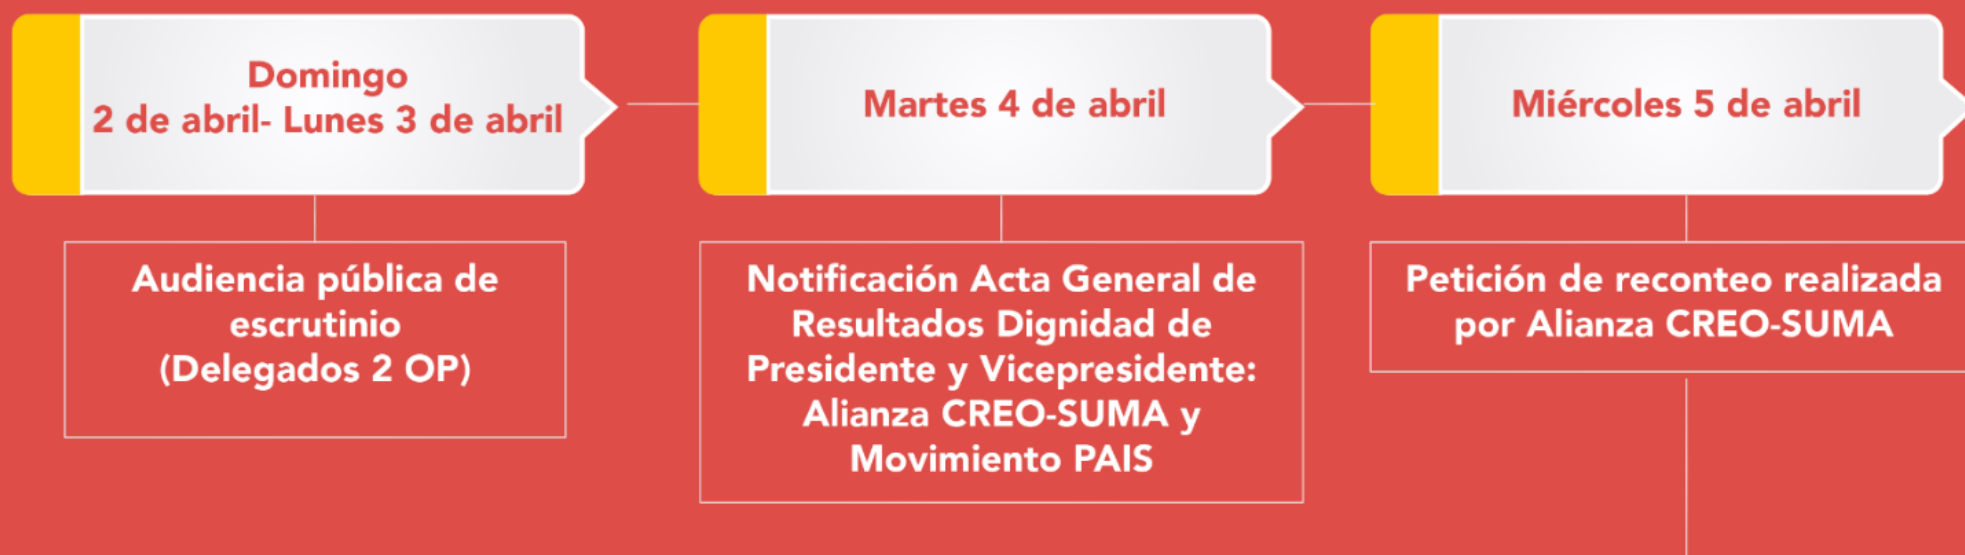 Domingo
2 de abril- Lunes 3 de abril
Audiencia pública de
escrutinio
(Delegados 2 OP)
Martes 4 de abril
Notificación Acta General de
Resultados Dignidad de
Presidente y Vicepresidente:
Alianza CREO-SUMA y
Movimiento PAIS
Miércoles 5 de abril
Petición de reconteo realizada
por Alianza CREO-SUMA